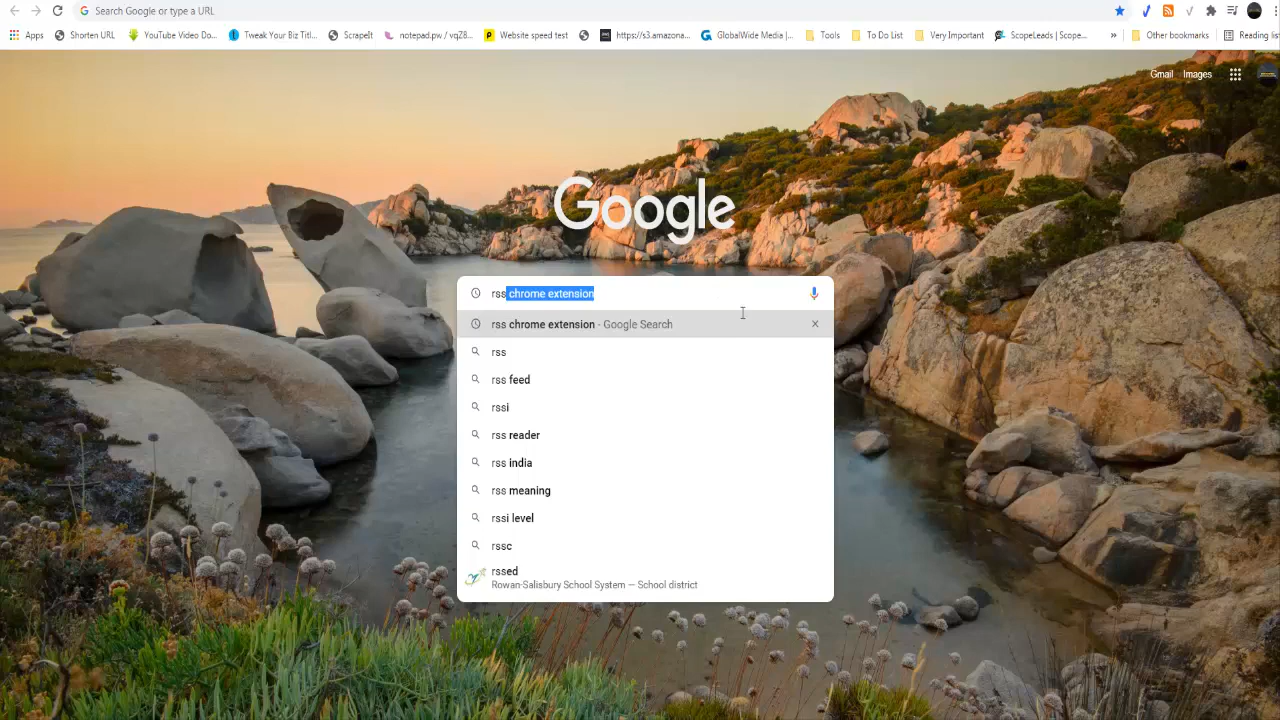 Search Google or type a URL
Apps Shorten URL YouTube Video Do... Tweak Your Biz Titl... ScrapeIt notepad.pw / vqZ8... Website speed test https://s3.amazona... GlobalWide Media |... Tools To Do List Very Important ScopeLeads | Scope... » Other bookmarks Reading lis
Gmail Images
Google
rss chrome extension
rss chrome extension - Google Search
rss
rss feed
rssi
rss reader
rss india
rss meaning
rssi level
rssc
rssed
Rowan-Salisbury School System — School district